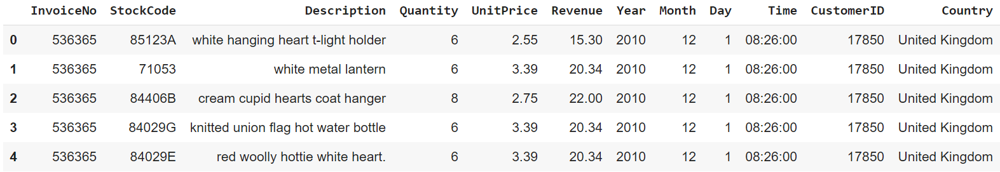 InvoiceNo StockCode Description Quantity UnitPrice Revenue Year Month Day Time CustomerID Country
0 536365 85123A white hanging heart t-light holder 6 2.55 15.30 2010 12 1 08:26:00 17850 United Kingdom
1 536365 71053 white metal lantern 6 3.39 20.34 2010 12 1 08:26:00 17850 United Kingdom
2 536365 84406B cream cupid hearts coat hanger 8 2.75 22.00 2010 12 1 08:26:00 17850 United Kingdom
3 536365 84029G knitted union flag hot water bottle 6 3.39 20.34 2010 12 1 08:26:00 17850 United Kingdom
4 536365 84029E red woolly hottie white heart. 6 3.39 20.34 2010 12 1 08:26:00 17850 United Kingdom